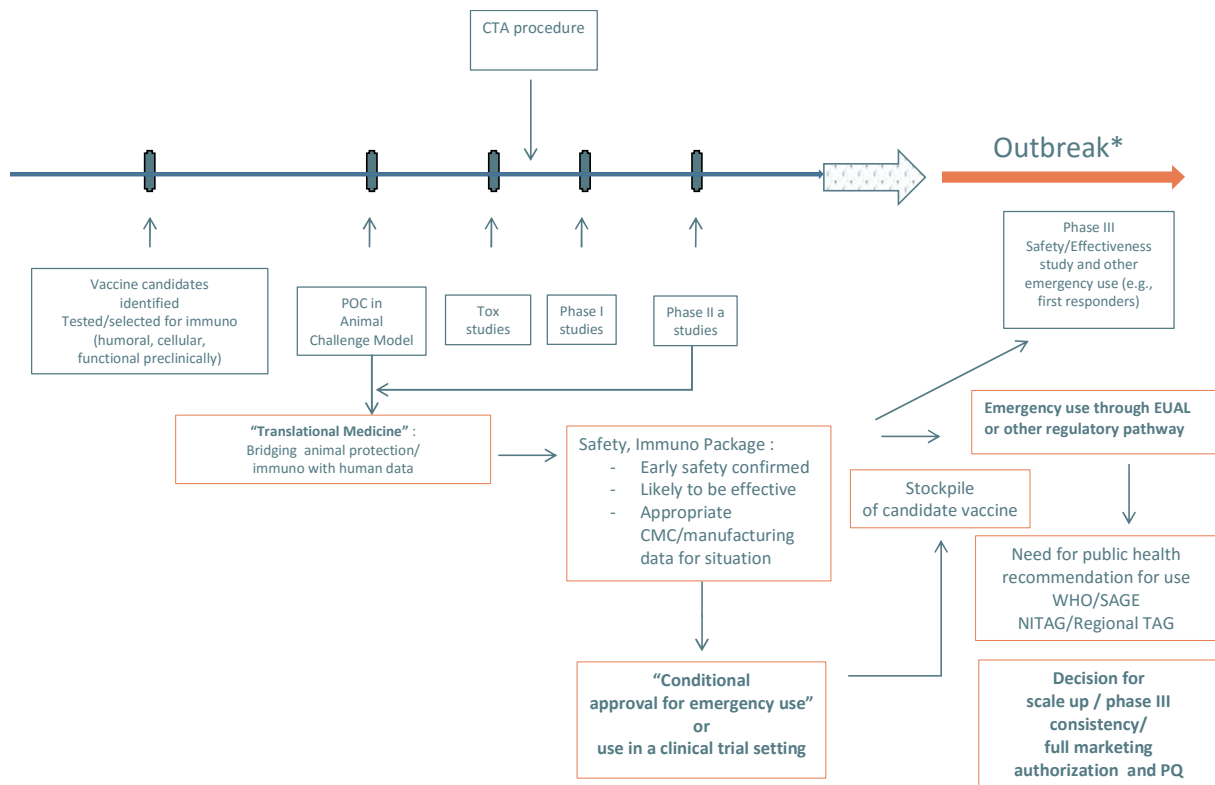 CTA procedure
Outbreak*
Vaccine candidates
identified
Tested/selected for immuno
(humoral, cellular,
functional preclinically)
POC in
Animal
Challenge Model
Tox
studies
Phase I
studies
Phase II a
studies
Phase III
Safety/Effectiveness
study and other
emergency use (e.g.,
first responders)
“Translational Medicine” :
Bridging animal protection/
immuno with human data
Safety, Immuno Package :
- Early safety confirmed
- Likely to be effective
- Appropriate
CMC/manufacturing
data for situation
Emergency use through EUAL
or other regulatory pathway
Stockpile
of candidate vaccine
Need for public health
recommendation for use
WHO/SAGE
NITAG/Regional TAG
“Conditional
approval for emergency use”
or
use in a clinical trial setting
Decision for
scale up / phase III
consistency/
full marketing
authorization and PQ